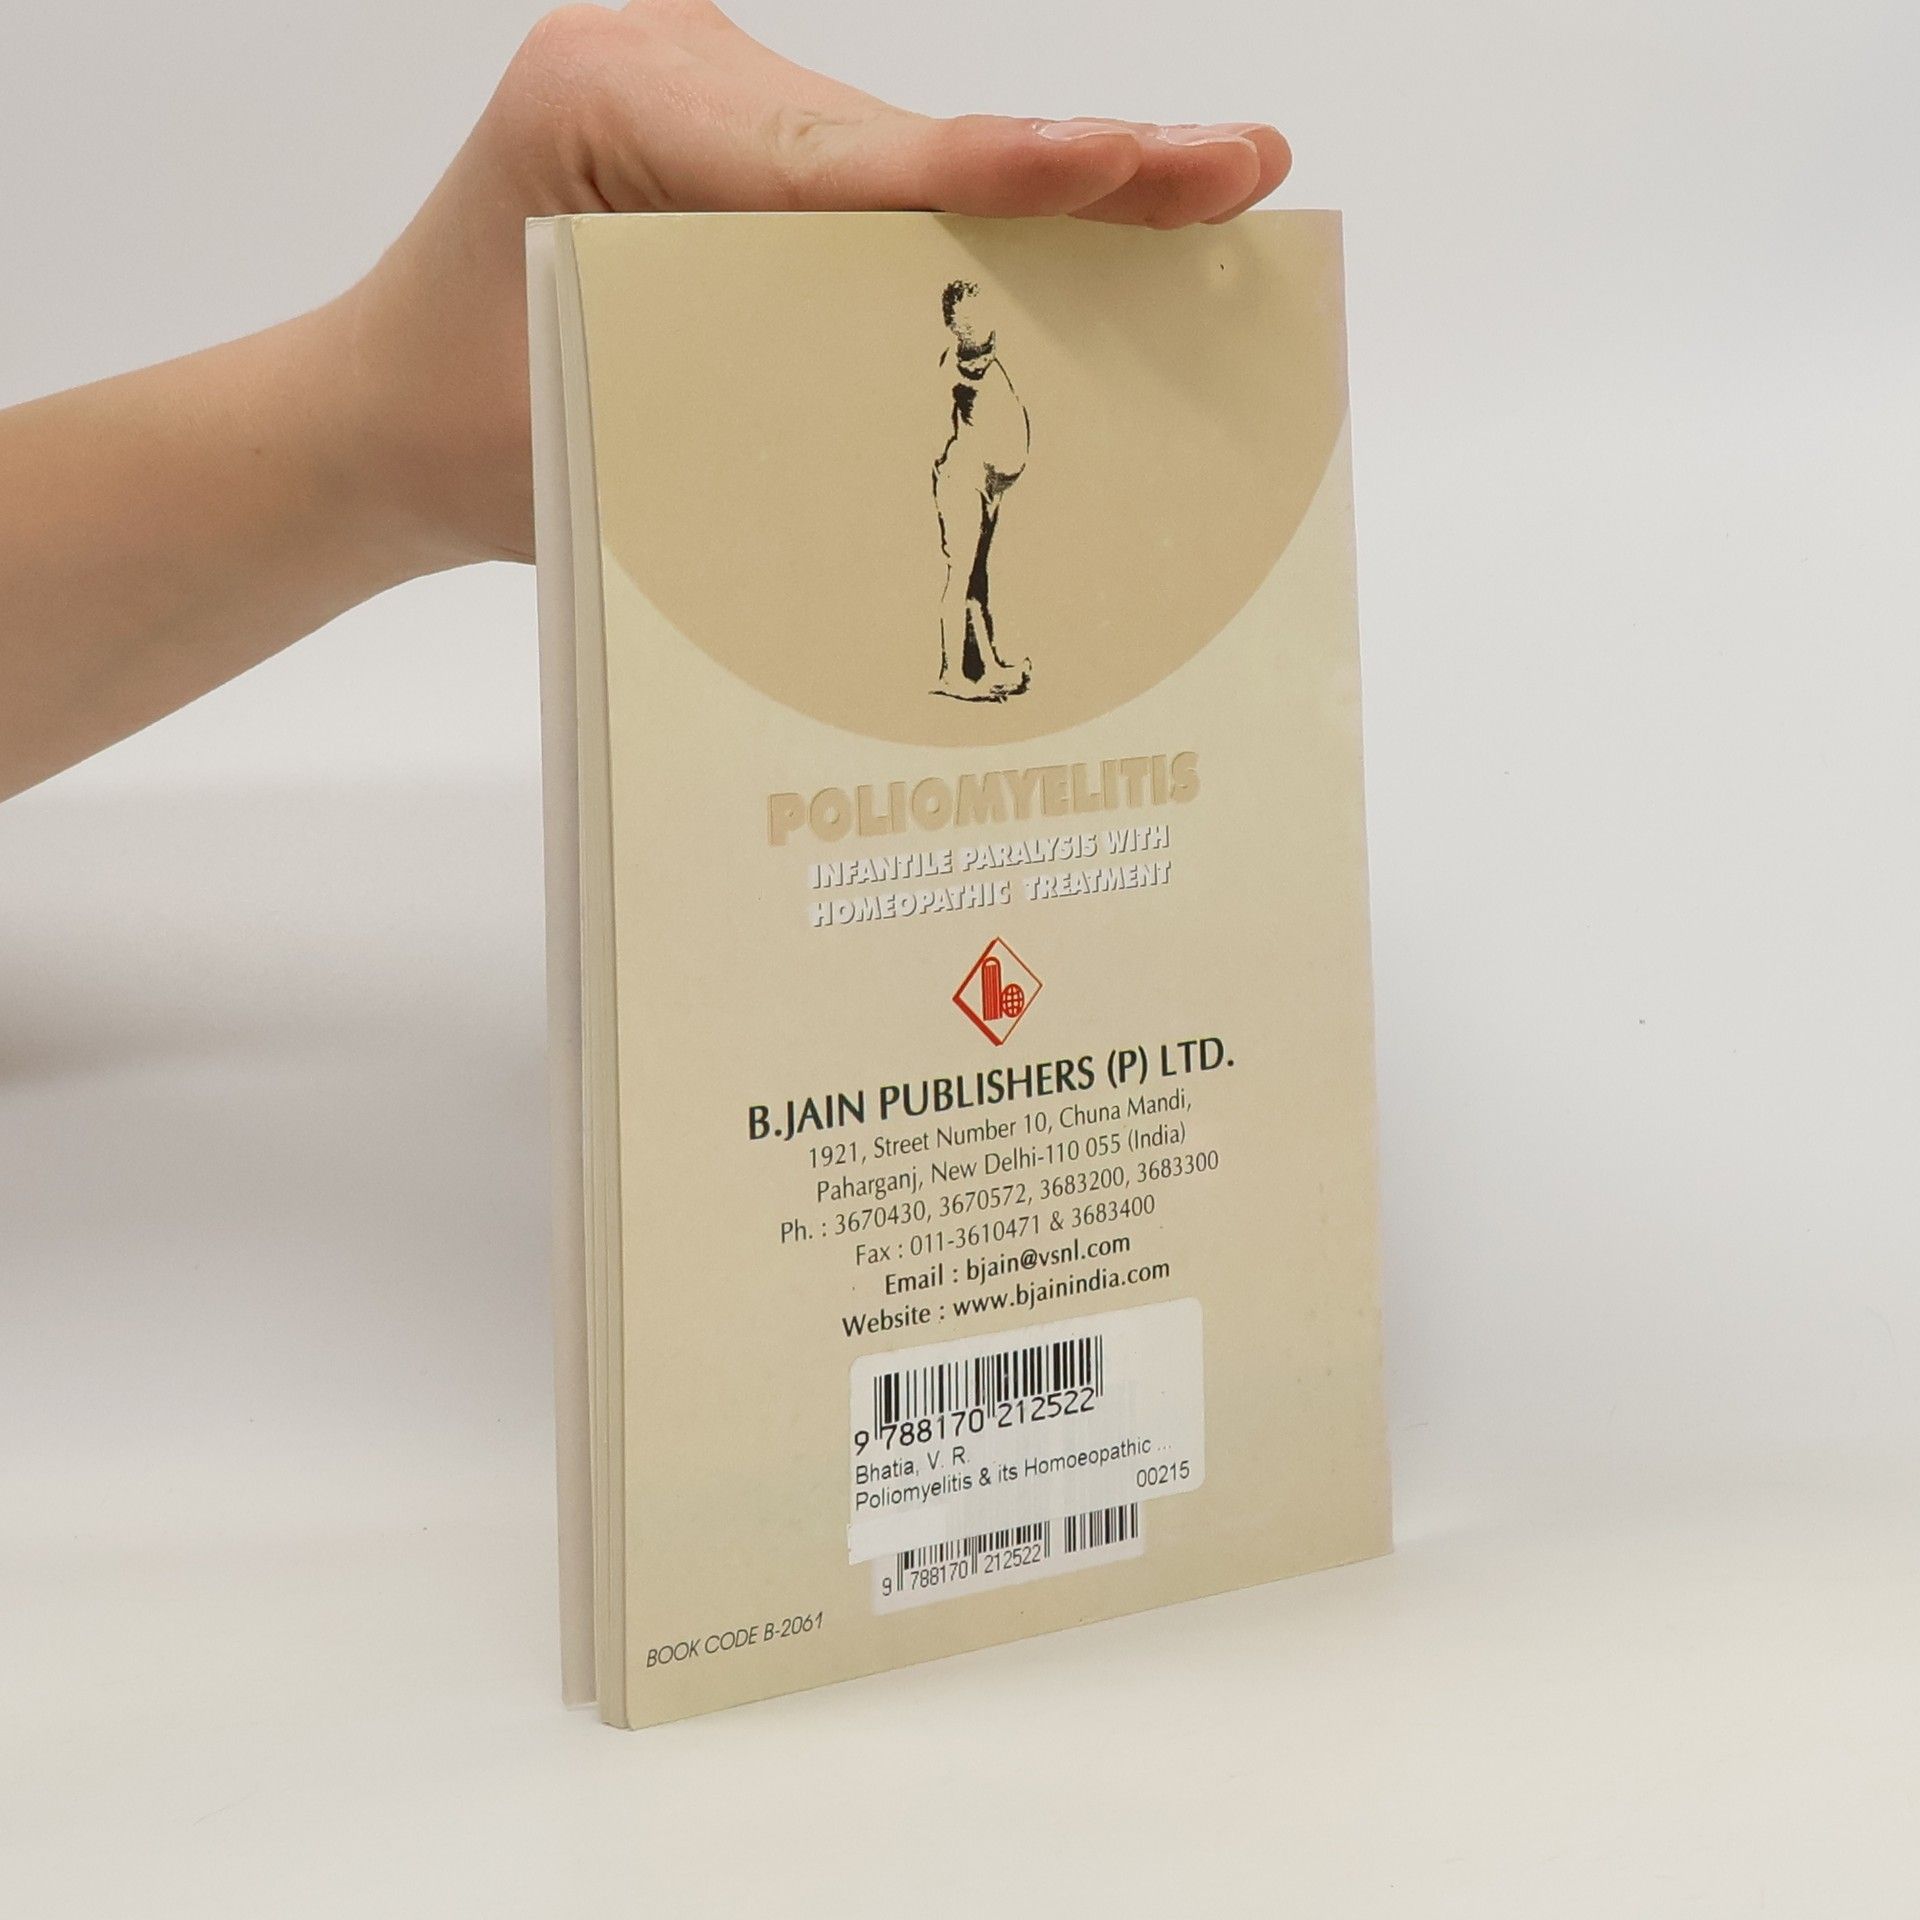 POLIOMYELITIS
INFANTILE PARALYSIS WITH
HOMEOPATHIC TREATMENT
B.JAIN PUBLISHERS (P) LTD.
1921, Street Number 10, Chuna Mandi,
Paharganj, New Delhi-110 055 (India)
Ph. : 3670430, 3670572, 3683200, 3683300
Fax : 011-3610471 & 3683400
Email : bjain@vsnl.com
Website : www.bjainindia.com
9 788170 212522
Bhatia, V. R.
Poliomyelitis & its Homoeopathic ...
00215
9 788170 212522
BOOK CODE B-2061